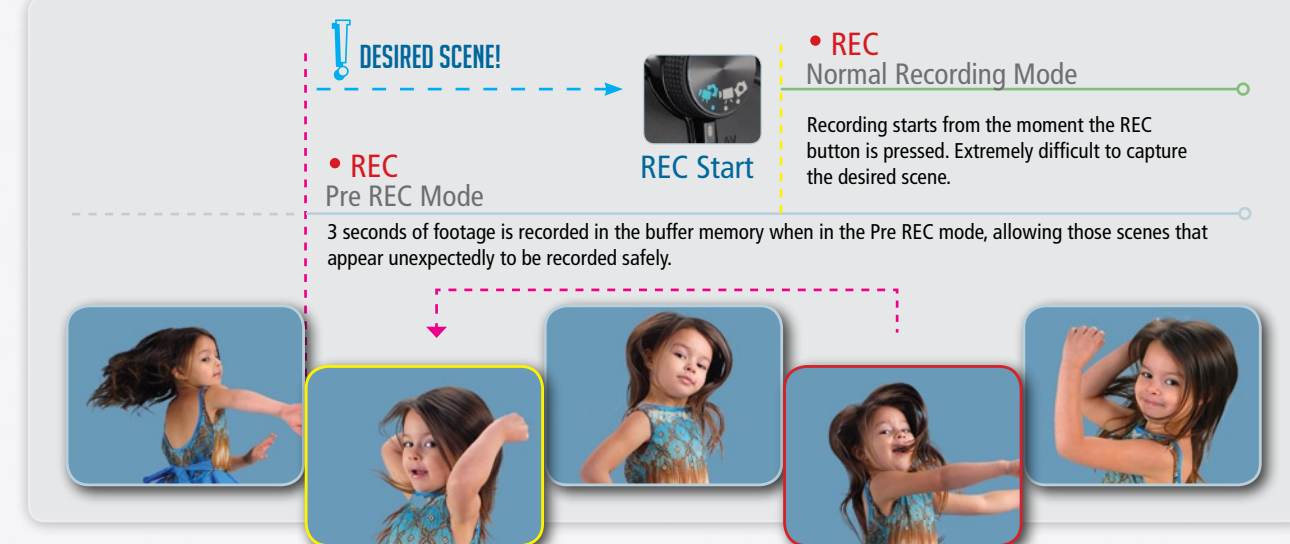 DESIRED SCENE!
• REC
Normal Recording Mode
Recording starts from the moment the REC
button is pressed. Extremely difficult to capture
the desired scene.
REC Start
• REC
Pre REC Mode
3 seconds of footage is recorded in the buffer memory when in the Pre REC mode, allowing those scenes that
appear unexpectedly to be recorded safely.